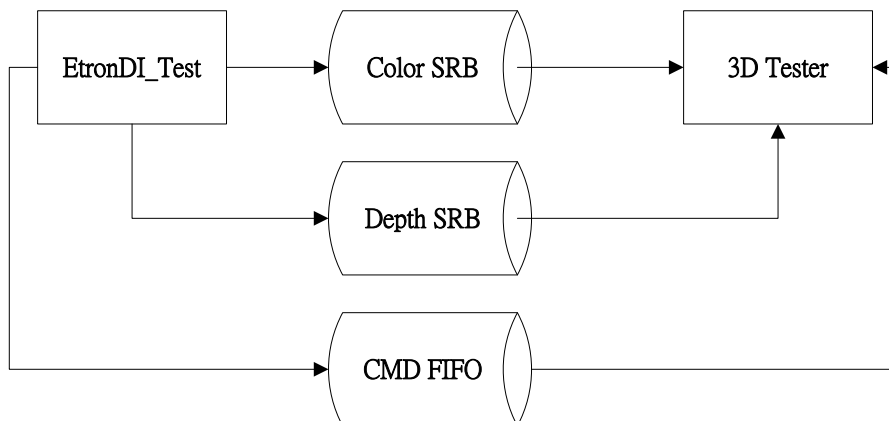 EtronDI_Test
Color SRB
3D Tester
Depth SRB
CMD FIFO